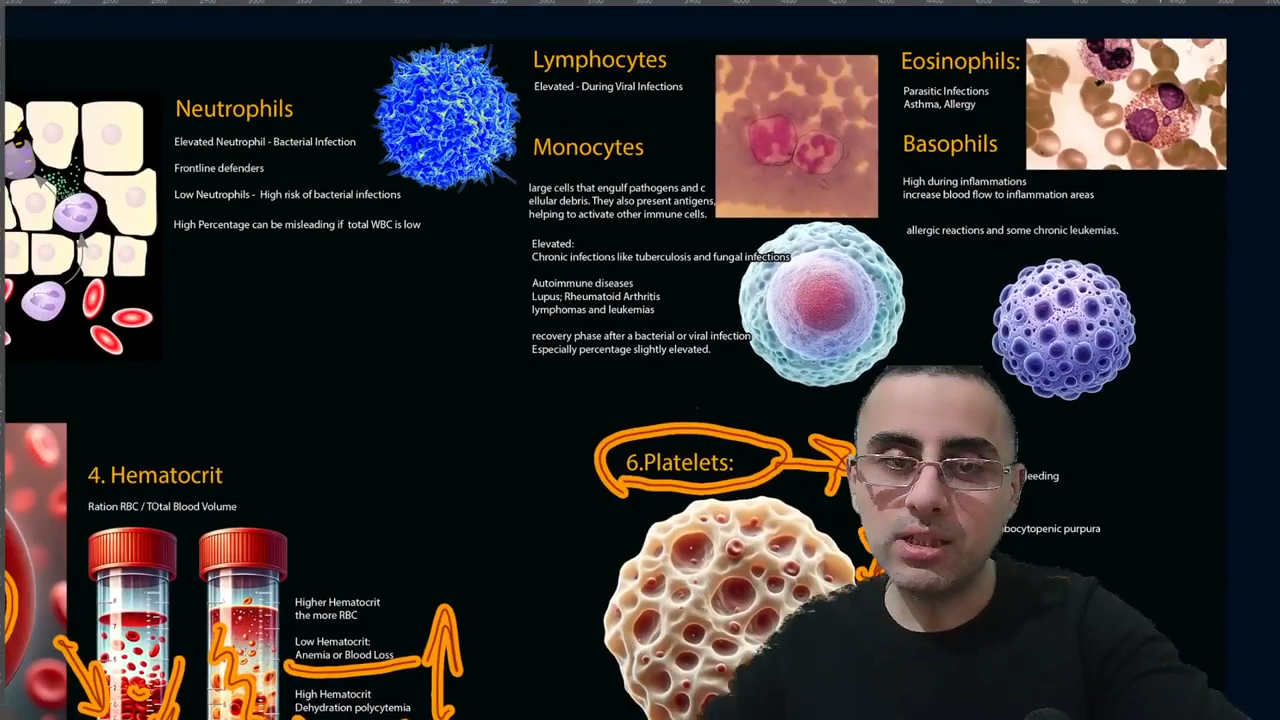 Neutrophils
Elevated Neutrophil - Bacterial Infection
Frontline defenders
Low Neutrophils - High risk of bacterial infections
High Percentage can be misleading if total WBC is low
Lymphocytes
Elevated - During Viral Infections
Monocytes
large cells that engulf pathogens and c
ellular debris. They also present antigens,
helping to activate other immune cells.
Elevated:
Chronic infections like tuberculosis and fungal infections
Autoimmune diseases
Lupus; Rheumatoid Arthritis
lymphomas and leukemias
recovery phase after a bacterial or viral infection
Especially percentage slightly elevated.
Eosinophils:
Parasitic Infections
Asthma, Allergy
Basophils
High during inflammations
increase blood flow to inflammation areas
allergic reactions and some chronic leukemias.
4. Hematocrit
Ration RBC / TOtal Blood Volume
Higher Hematocrit
the more RBC
Low Hematocrit:
Anemia or Blood Loss
High Hematocrit
Dehydration polycytemia
6.Platelets:
purpura